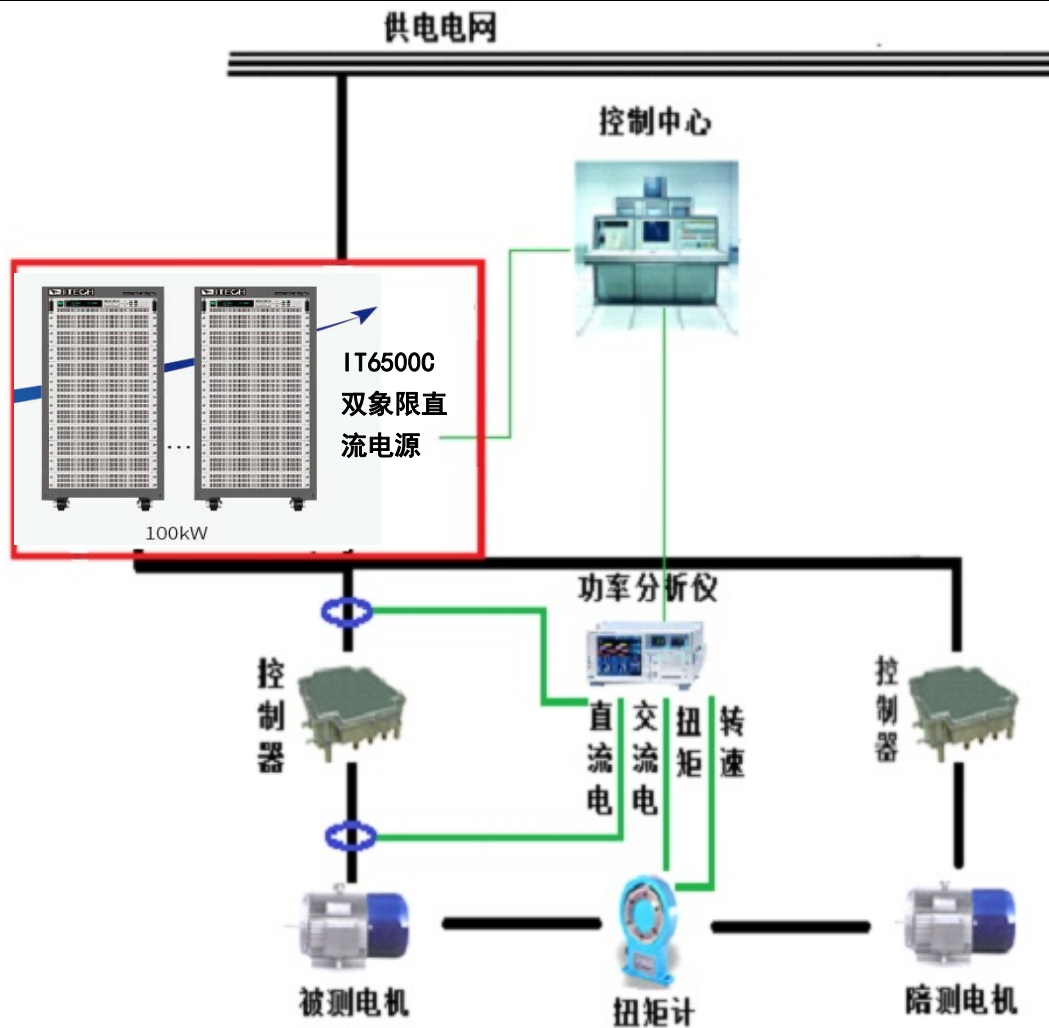 供电电网
控制中心
ITECH
ITECH
IT6500C
双象限直
流电源
...
100kW
功率分析仪
控制器
直流电
交流电
扭矩
转速
控制器
被测电机
扭矩计
陪测电机